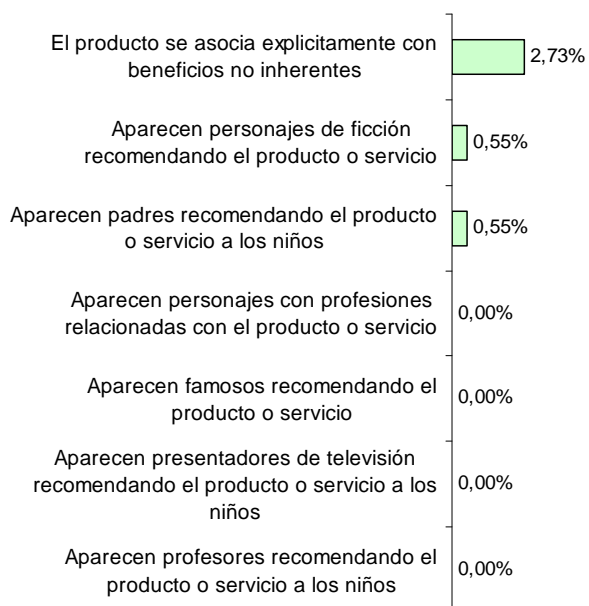 El producto se asocia explicitamente con
beneficios no inherentes
2,73%
Aparecen personajes de ficción
recomendando el producto o servicio
0,55%
Aparecen padres recomendando el producto
o servicio a los niños
0,55%
Aparecen personajes con profesiones
relacionadas con el producto o servicio
0,00%
Aparecen famosos recomendando el
producto o servicio
0,00%
Aparecen presentadores de televisión
recomendando el producto o servicio a los
niños
0,00%
Aparecen profesores recomendando el
producto o servicio a los niños
0,00%